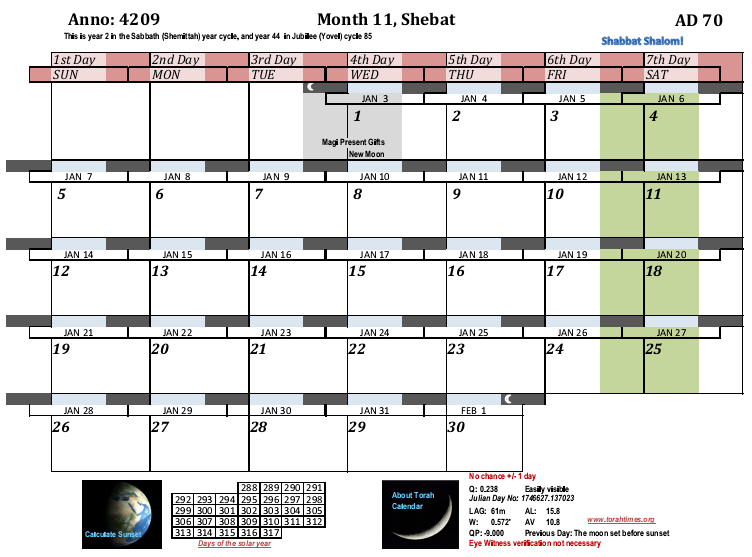 Anno: 4209 Month 11, Shebat AD 70
This is year 2 in the Sabbath (Shemittah) year cycle, and year 44 in Jubilee (Yovel) cycle 85
Shabbat Shalom!
1st Day 2nd Day 3rd Day 4th Day 5th Day 6th Day 7th Day
SUN MON TUE WED THU FRI SAT
JAN 3 JAN 4 JAN 5 JAN 6
1 2 3 4
Magi Present Gifts
New Moon
JAN 7 JAN 8 JAN 9 JAN 10 JAN 11 JAN 12 JAN 13
5 6 7 8 9 10 11
JAN 14 JAN 15 JAN 16 JAN 17 JAN 18 JAN 19 JAN 20
12 13 14 15 16 17 18
JAN 21 JAN 22 JAN 23 JAN 24 JAN 25 JAN 26 JAN 27
19 20 21 22 23 24 25
JAN 28 JAN 29 JAN 30 JAN 31 FEB 1
26 27 28 29 30
Calculate Sunset
288 289 290 291
292 293 294 295 296 297 298
299 300 301 302 303 304 305
306 307 308 309 310 311 312
313 314 315 316 317
Days of the solar year
About Torah
Calendar
No chance +/- 1 day
Q: 0.238 Easily visible
Julian Day No: 1746627.137023
LAG: 61m AL: 15.8
W: 0.572' AV 10.8 www.torahtimes.org
QP: -9.000 Previous Day: The moon set before sunset
Eye Witness verification not necessary